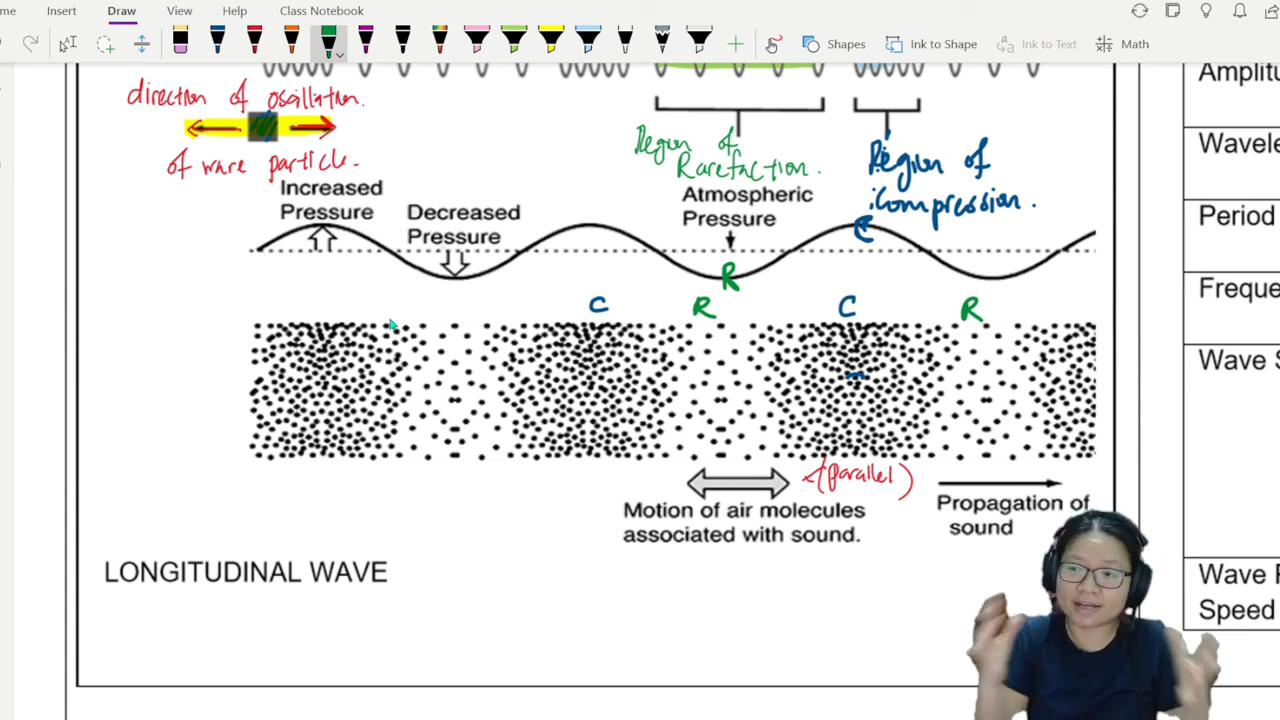 me Insert Draw View Help Class Notebook
Shapes Ink to Shape Ink to Text Math
direction of oscillation.
of wave particle.
Region of
Rarefaction.
Region of
Compression.
Increased
Pressure
Decreased
Pressure
Atmospheric
Pressure
C
R
C R C R
(parallel)
Motion of air molecules
associated with sound.
Propagation of
sound
LONGITUDINAL WAVE
Amplitu
Wavele
Period
Freque
Wave S
Wave F
Speed